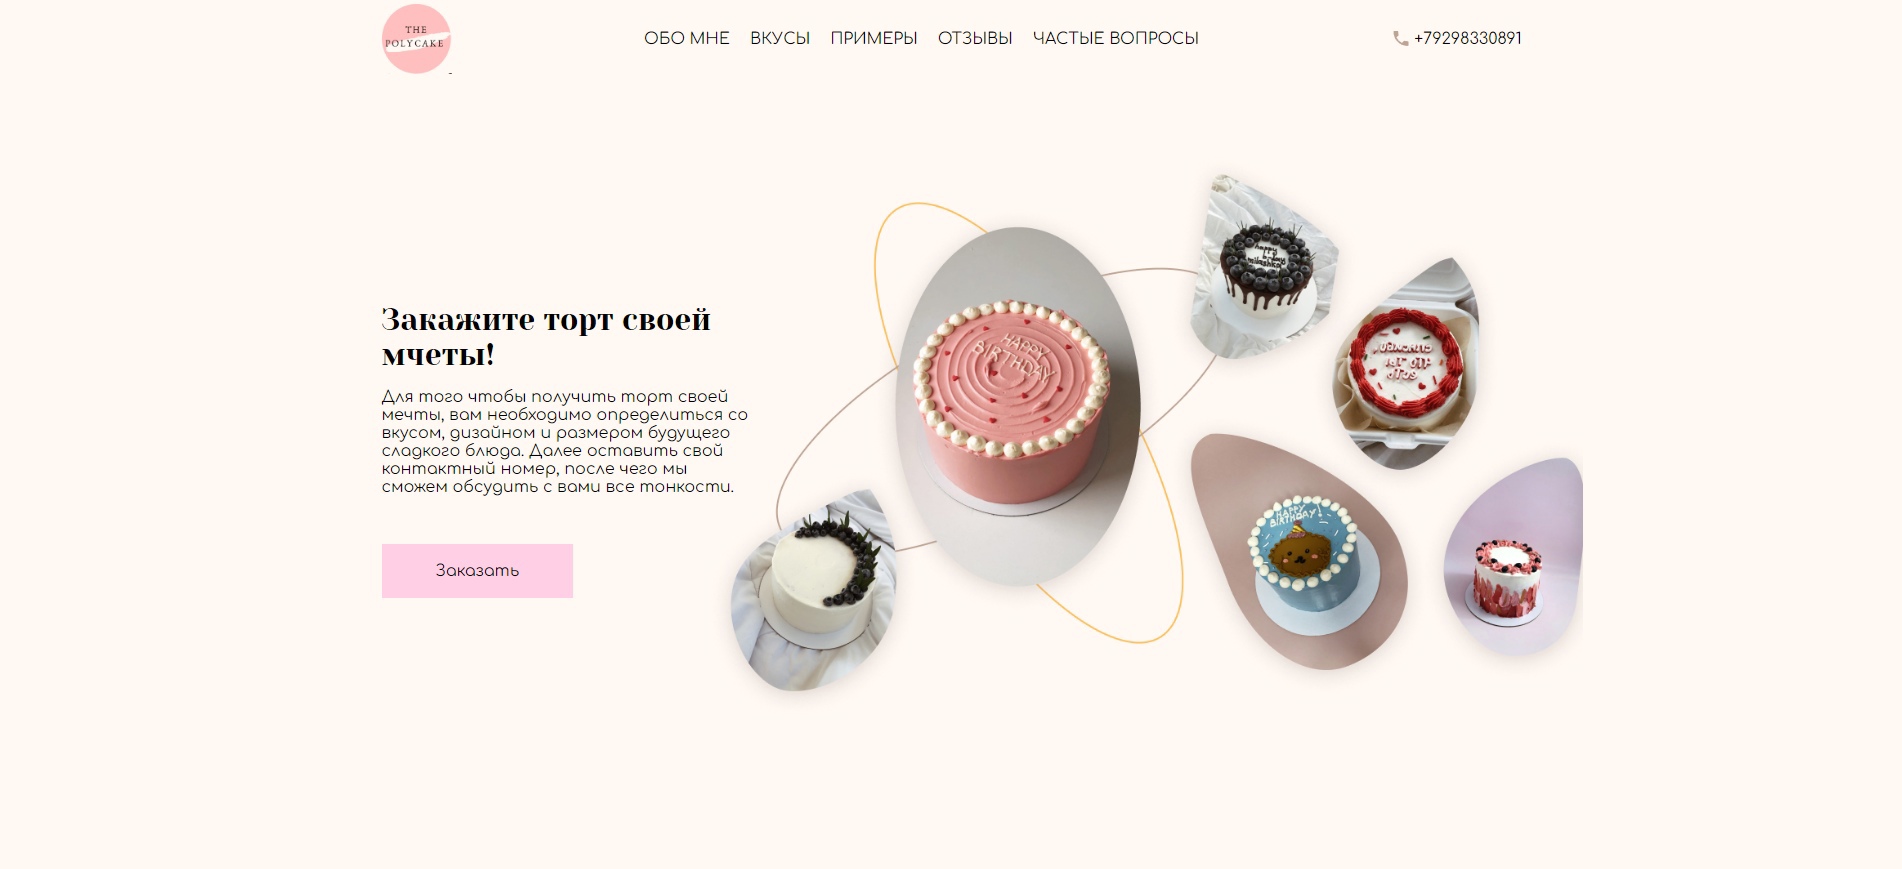 THE
POLYCAKE
ОБО МНЕ ВКУСЫ ПРИМЕРЫ ОТЗЫВЫ ЧАСТЫЕ ВОПРОСЫ
+79298330891
Закажите торт своей
мчеты!
Для того чтобы получить торт своей
мечты, вам необходимо определиться со
вкусом, дизайном и размером будущего
сладкого блюда. Далее оставить свой
контактный номер, после чего мы
сможем обсудить с вами все тонкости.
Заказать
HAPPY
BIRTHDAY
happy
HAPPY
BIRTHDAY!